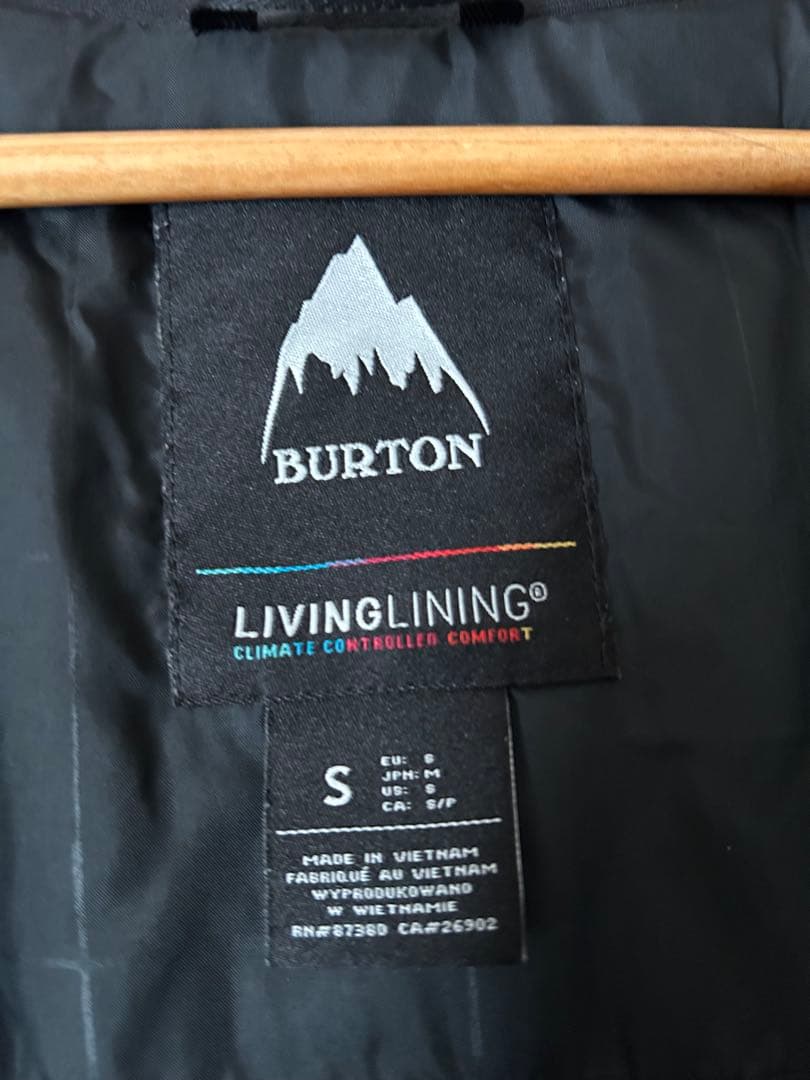 BURTON
LIVINGLINING®
CLIMATE CONTROLLED COMFORT
S
EU: S
JPN: M
US: S
CA: S/P
MADE IN VIETNAM
FABRIQUÉ AU VIETNAM
WYPRODUKOWANO
W WIETNAMIE
RN#87380 CA#26902